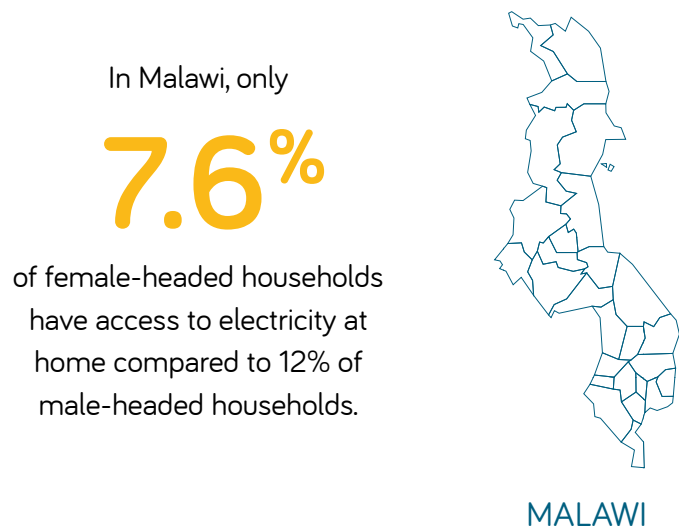 In Malawi, only
7.6%
of female-headed households
have access to electricity at
home compared to 12% of
male-headed households.
MALAWI